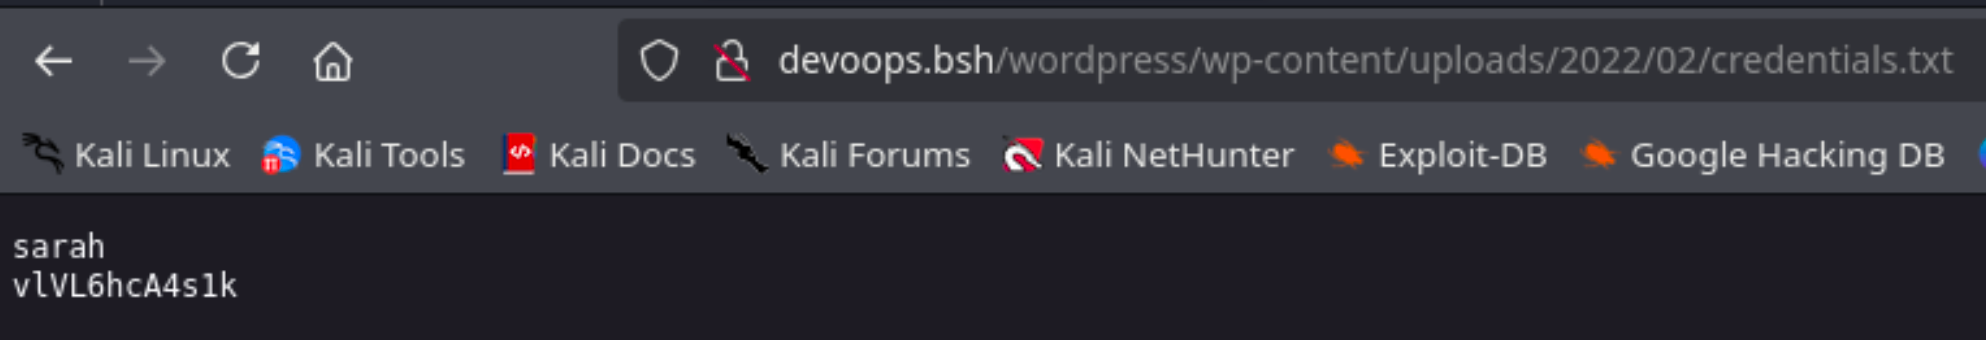 devoops.bsh/wordpress/wp-content/uploads/2022/02/credentials.txt
Kali Linux Kali Tools Kali Docs Kali Forums Kali NetHunter Exploit-DB Google Hacking DB
sarah
vlVL6hcA4s1k